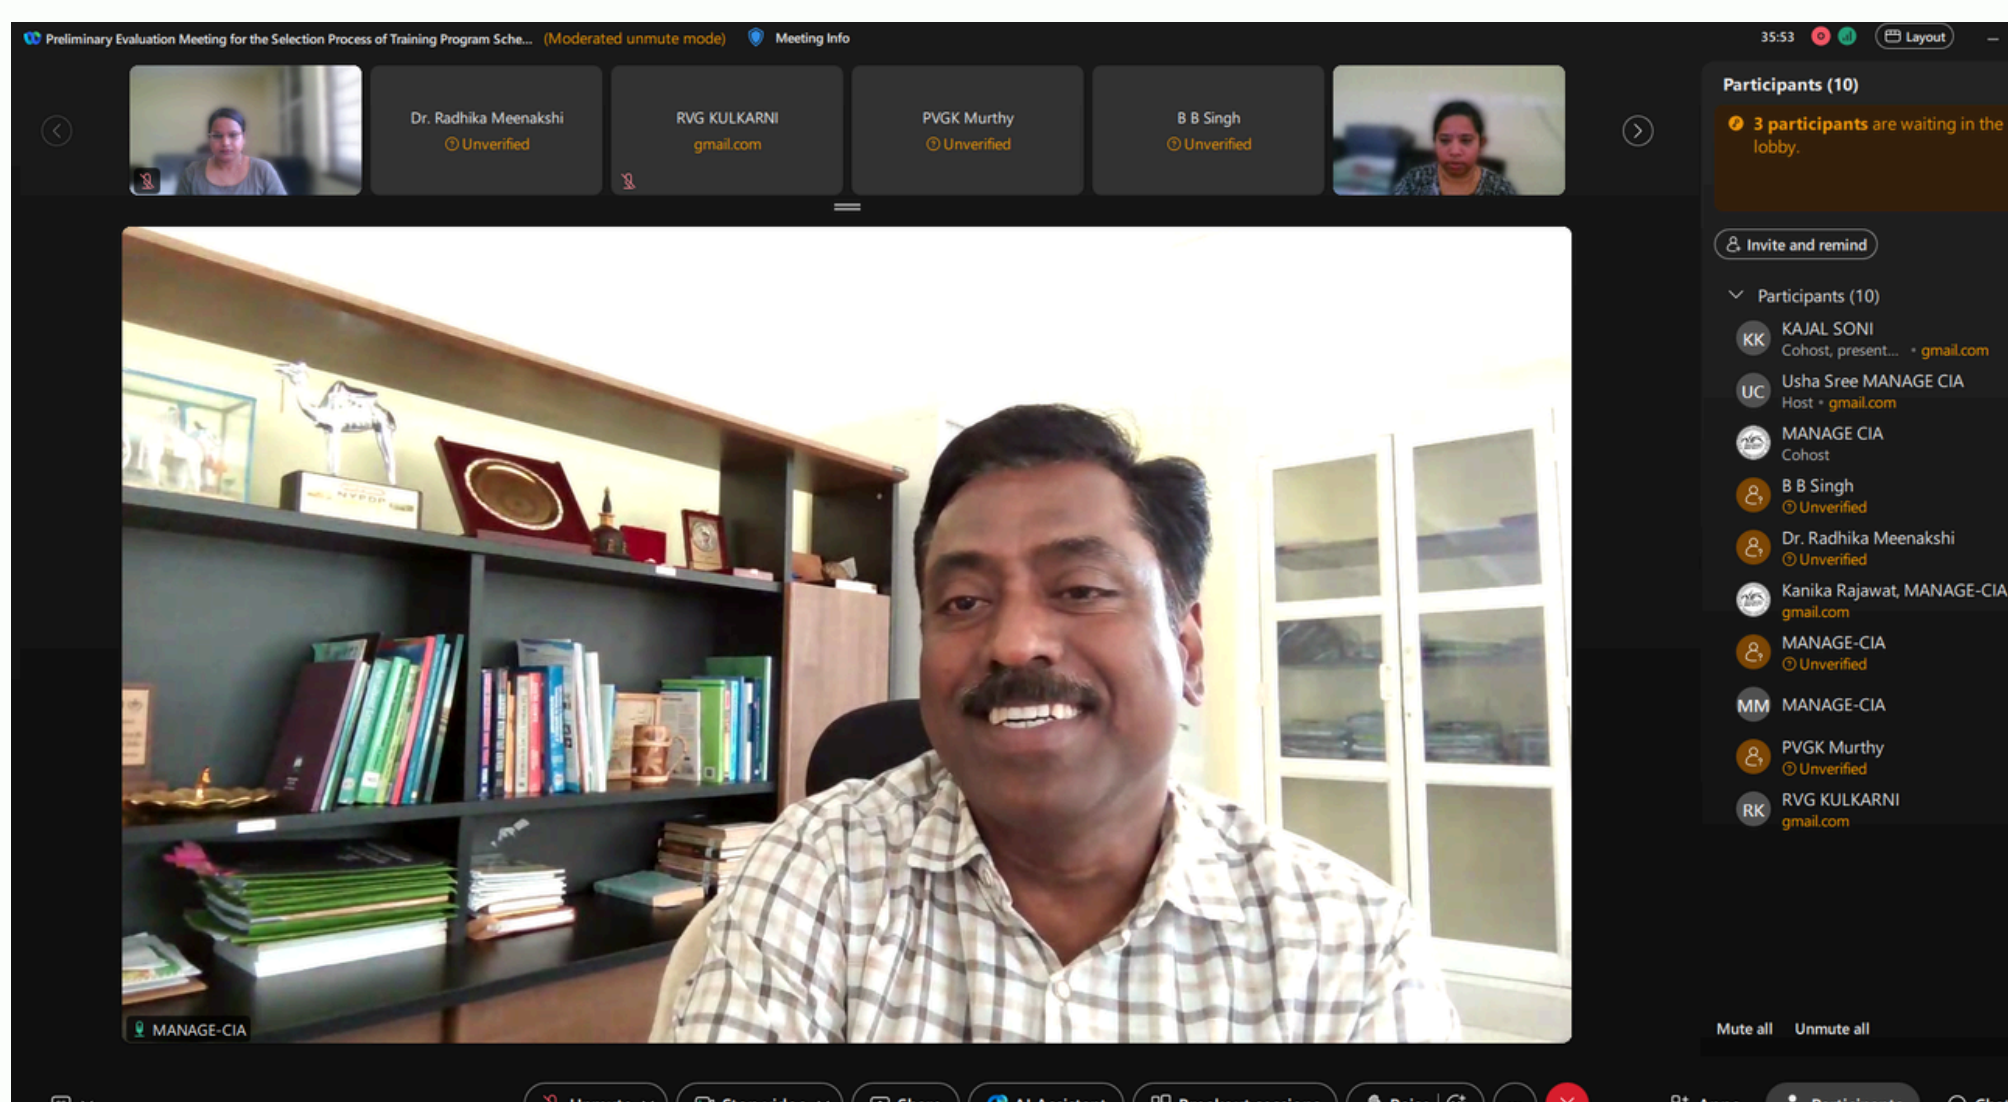 Preliminary Evaluation Meeting for the Selection Process of Training Program Sche... (Moderated unmute mode) Meeting Info 35:53 Layout
Dr. Radhika Meenakshi
Unverified
RVG KULKARNI
gmail.com
PVGK Murthy
Unverified
B B Singh
Unverified
NYPDP
MANAGE-CIA
Participants (10)
3 participants are waiting in the
lobby.
Invite and remind
Participants (10)
KK KAJAL SONI
Cohost, present... • gmail.com
UC Usha Sree MANAGE CIA
Host • gmail.com
MANAGE CIA
Cohost
B B Singh
Unverified
Dr. Radhika Meenakshi
Unverified
Kanika Rajawat, MANAGE-CIA
gmail.com
MANAGE-CIA
Unverified
MM MANAGE-CIA
PVGK Murthy
Unverified
RK RVG KULKARNI
gmail.com
Mute all Unmute all